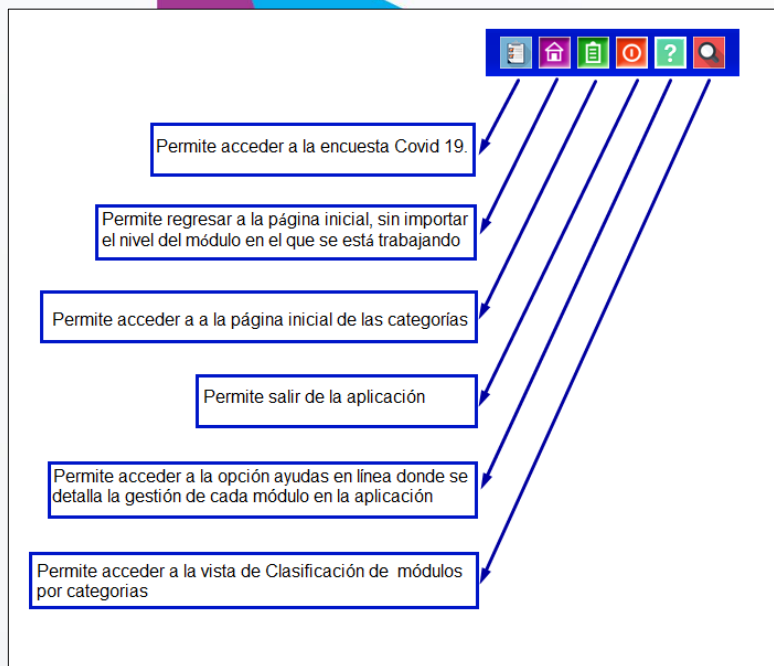 Permite acceder a la encuesta Covid 19.
Permite regresar a la página inicial, sin importar
el nivel del módulo en el que se está trabajando
Permite acceder a a la página inicial de las categorías
Permite salir de la aplicación
Permite acceder a la opción ayudas en línea donde se
detalla la gestión de cada módulo en la aplicación
Permite acceder a la vista de Clasificación de módulos
por categorias